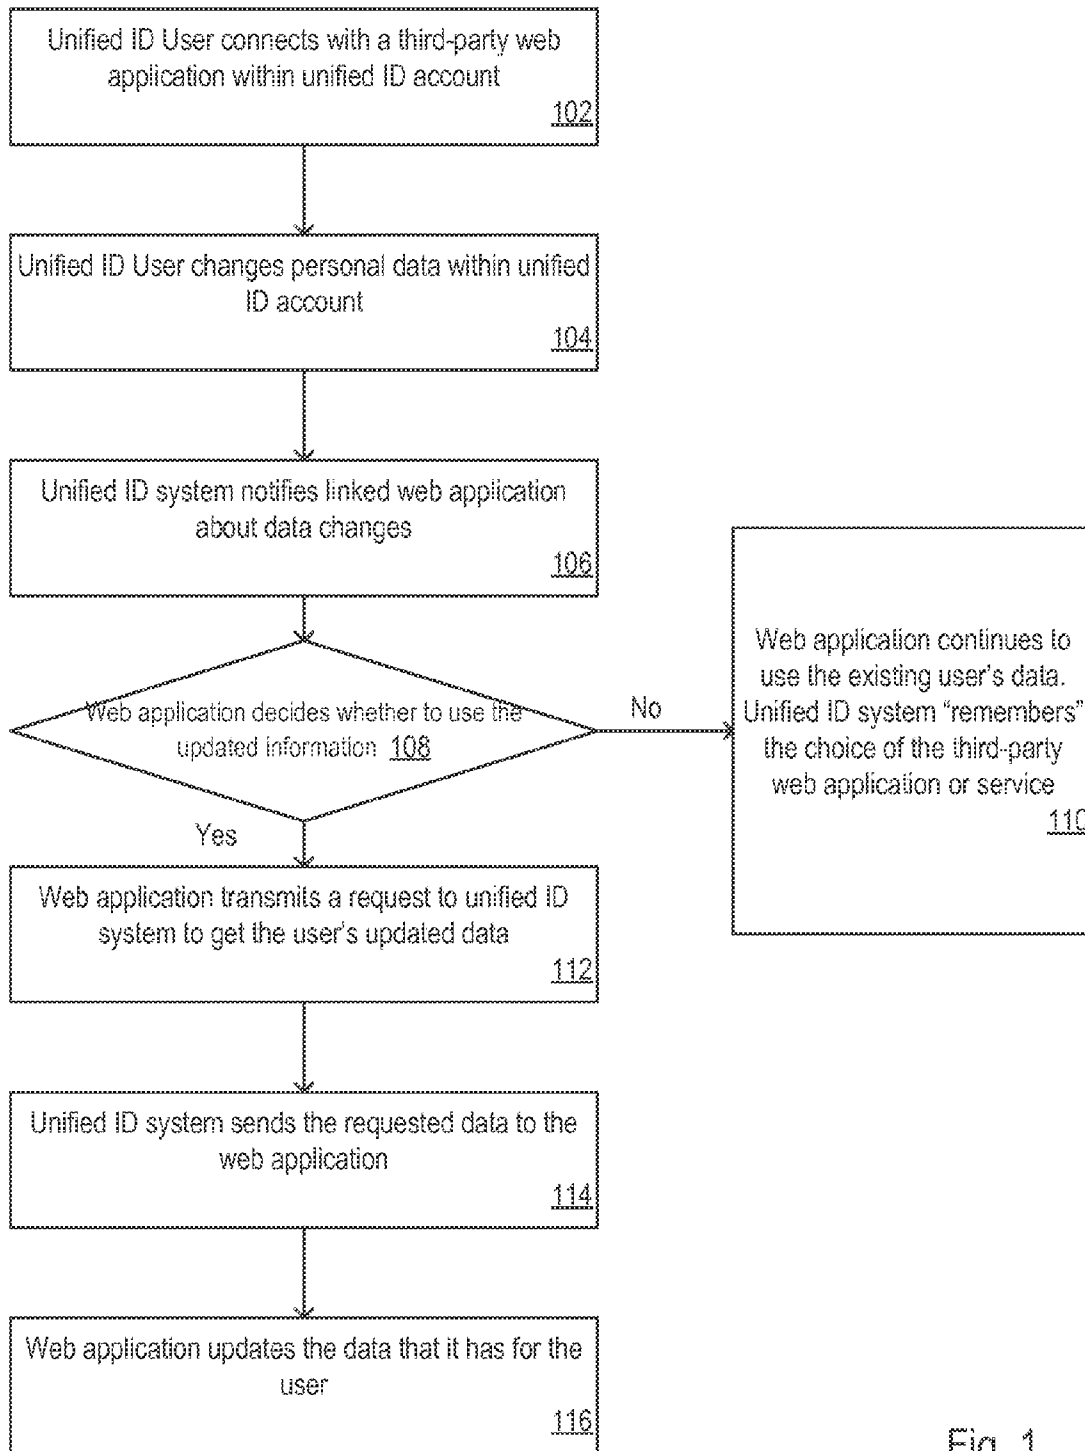 Unified ID User connects with a third-party web
application within unified ID account
102
Unified ID User changes personal data within unified
ID account
104
Unified ID system notifies linked web application
about data changes
106
Web application decides whether to use the
updated information 108
No
Web application continues to
use the existing user's data.
Unified ID system “remembers”
the choice of the third-party
web application or service
110
Yes
Web application transmits a request to unified ID
system to get the user's updated data
112
Unified ID system sends the requested data to the
web application
114
Web application updates the data that it has for the
user
116
Fig. 1